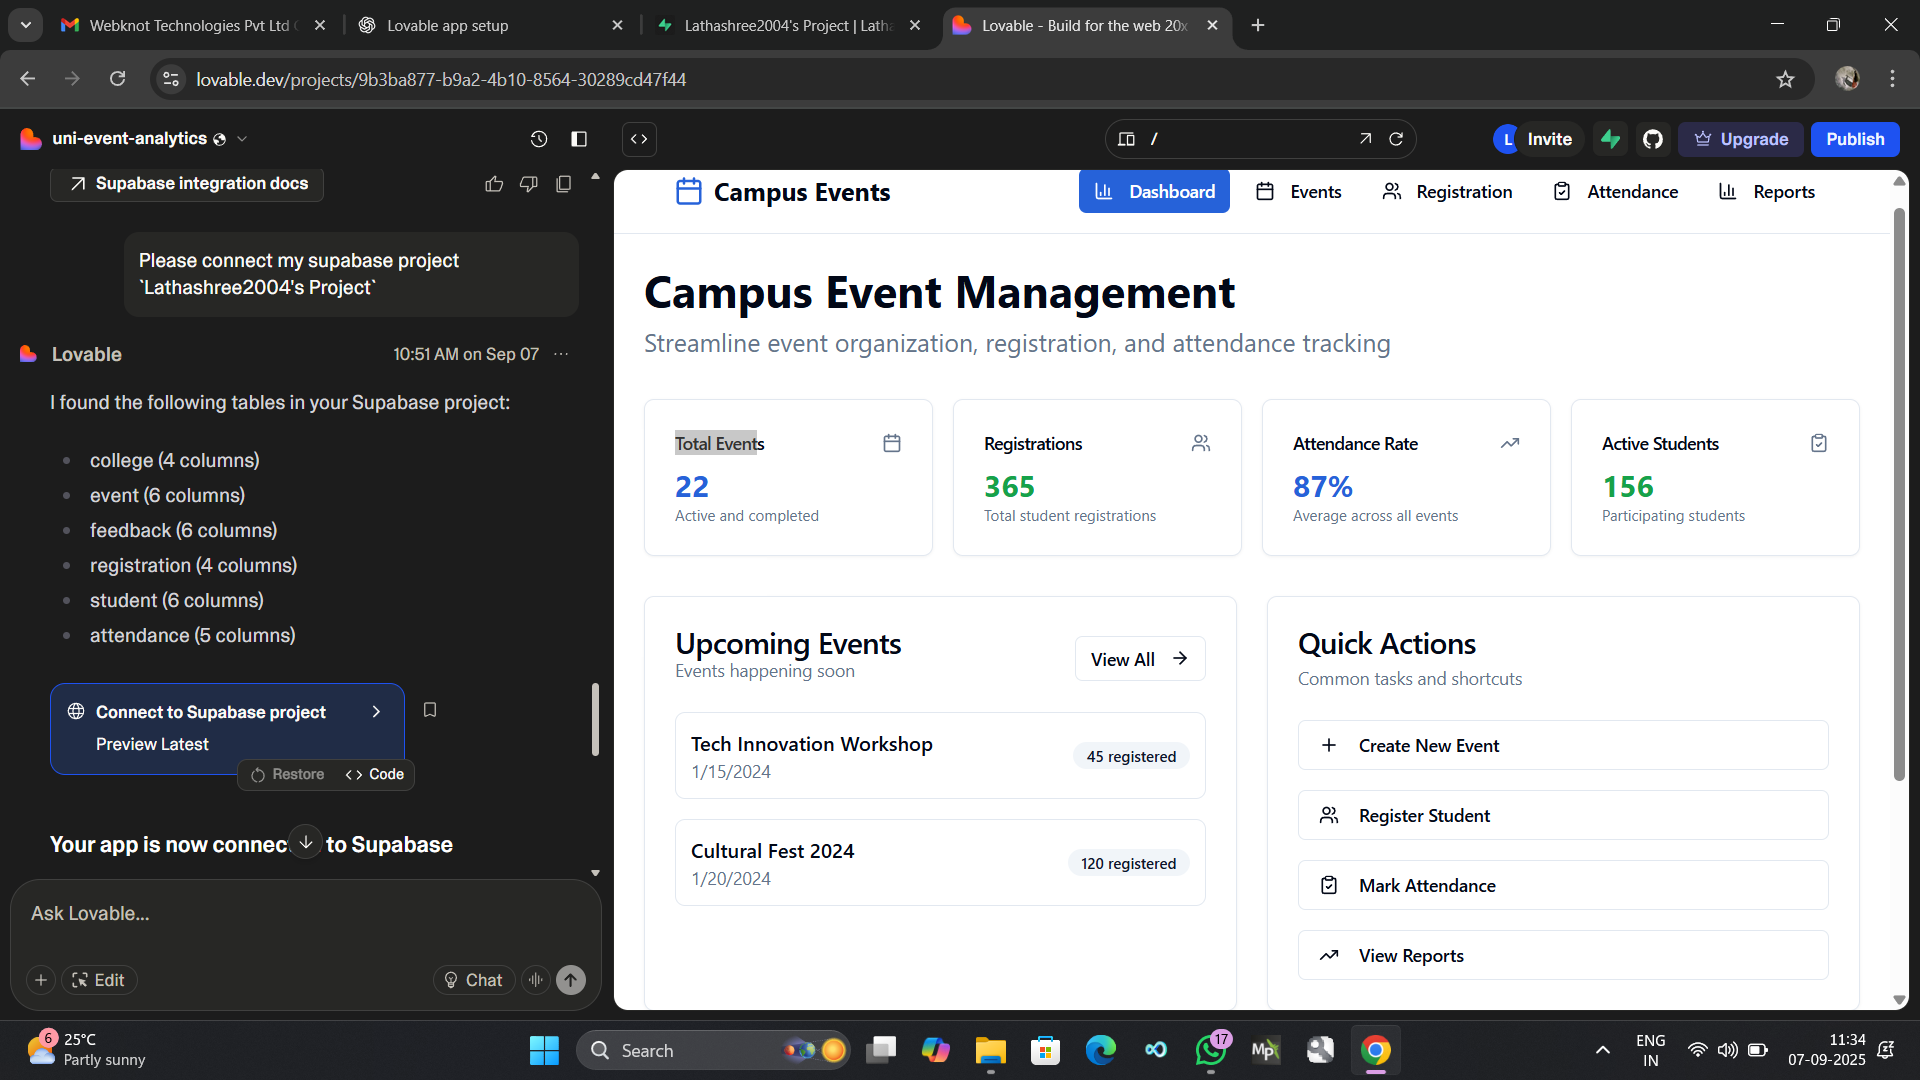 Webknot Technologies Pvt Ltd
Lovable app setup
Lathashree2004's Project | Latha
Lovable - Build for the web 20x
lovable.dev/projects/9b3ba877-b9a2-4b10-8564-30289cd47f44
uni-event-analytics
/
L
Invite
Upgrade
Publish
Supabase integration docs
Please connect my supabase project
`Lathashree2004's Project`
Lovable
10:51 AM on Sep 07
I found the following tables in your Supabase project:
college (4 columns)
event (6 columns)
feedback (6 columns)
registration (4 columns)
student (6 columns)
attendance (5 columns)
Connect to Supabase project
Preview Latest
Restore
Code
Your app is now connec to Supabase
Ask Lovable...
Edit
Chat
Campus Events
Dashboard
Events
Registration
Attendance
Reports
Campus Event Management
Streamline event organization, registration, and attendance tracking
Total Events
22
Active and completed
Registrations
365
Total student registrations
Attendance Rate
87%
Average across all events
Active Students
156
Participating students
Upcoming Events
Events happening soon
View All
Tech Innovation Workshop
1/15/2024
45 registered
Cultural Fest 2024
1/20/2024
120 registered
Quick Actions
Common tasks and shortcuts
Create New Event
Register Student
Mark Attendance
View Reports
6
25°C
Partly sunny
Search
17
Mp
ENG
IN
11:34
07-09-2025